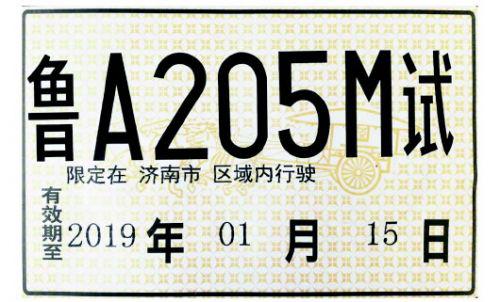 鲁A205M试
限定在 济南市 区域内行驶
有效期至 2019 年 01 月 15 日